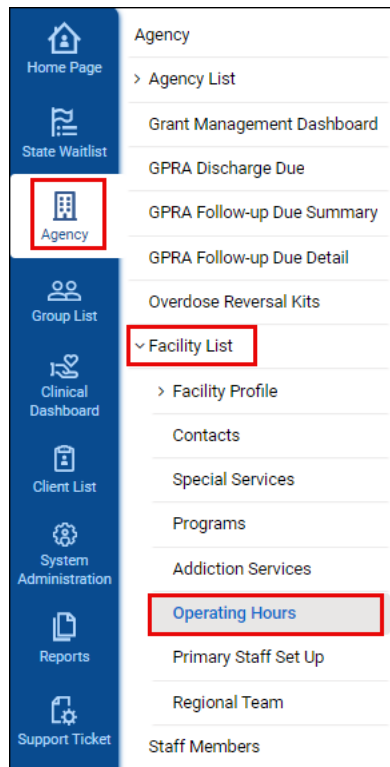 Home Page
State Waitlist
Agency
Group List
Clinical
Dashboard
Client List
System
Administration
Reports
Support Ticket
Agency
Agency List
Grant Management Dashboard
GPRA Discharge Due
GPRA Follow-up Due Summary
GPRA Follow-up Due Detail
Overdose Reversal Kits
Facility List
Facility Profile
Contacts
Special Services
Programs
Addiction Services
Operating Hours
Primary Staff Set Up
Regional Team
Staff Members